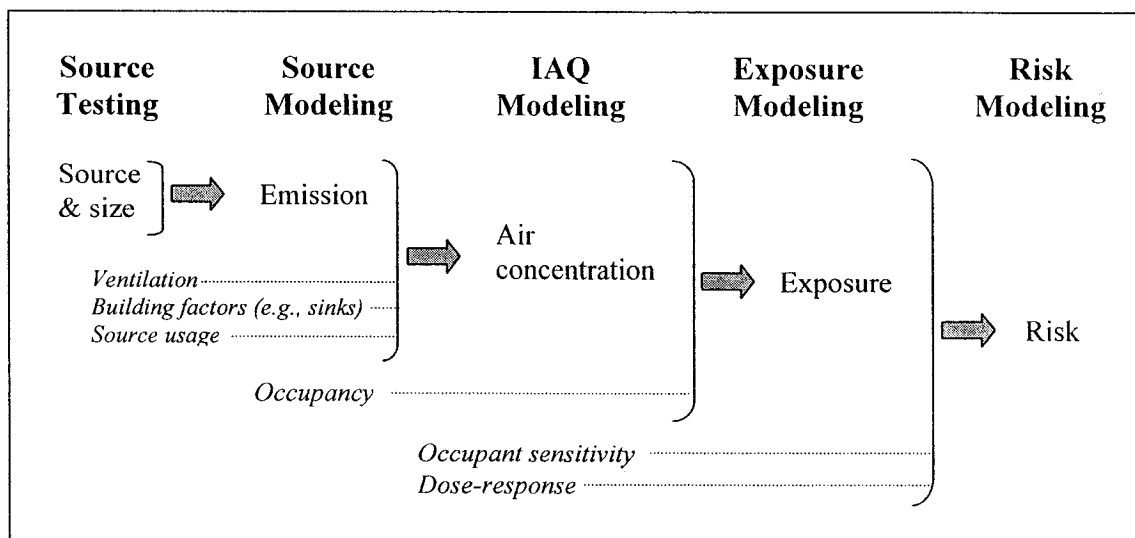 Source Testing
Source Modeling
IAQ Modeling
Exposure Modeling
Risk Modeling
Source
& size
Emission
Air
concentration
Exposure
Risk
Ventilation
Building factors (e.g., sinks)
Source usage
Occupancy
Occupant sensitivity
Dose-response